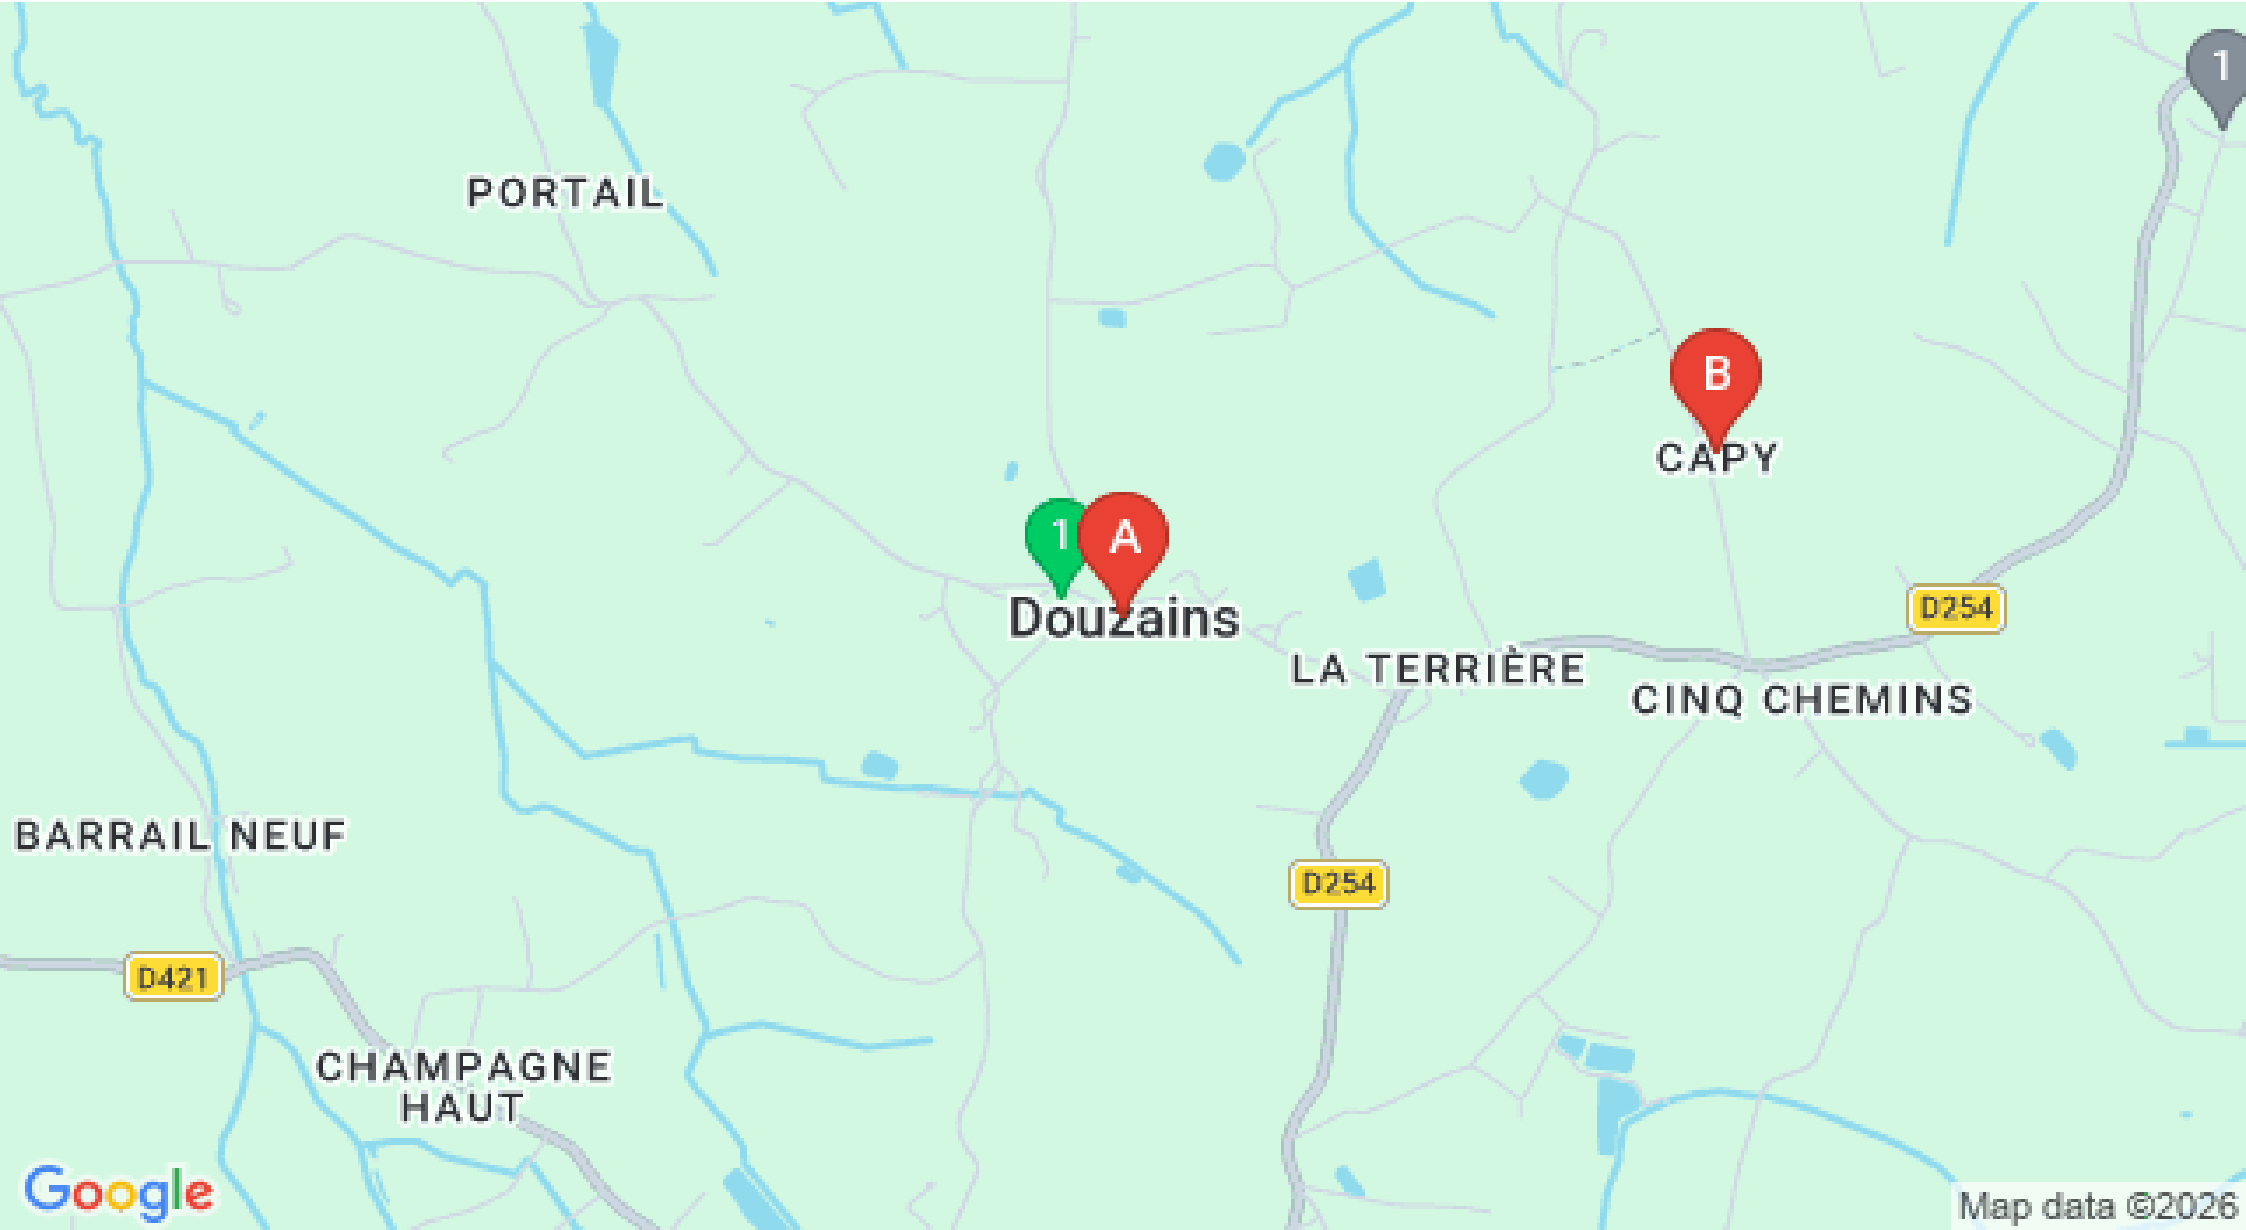 1
PORTAIL
B
CAPY
1
A
Douzains
D254
LA TERRIÈRE
CINQ CHEMINS
BARRAIL NEUF
D254
D421
CHAMPAGNE
HAUT
Google
Map data ©2026